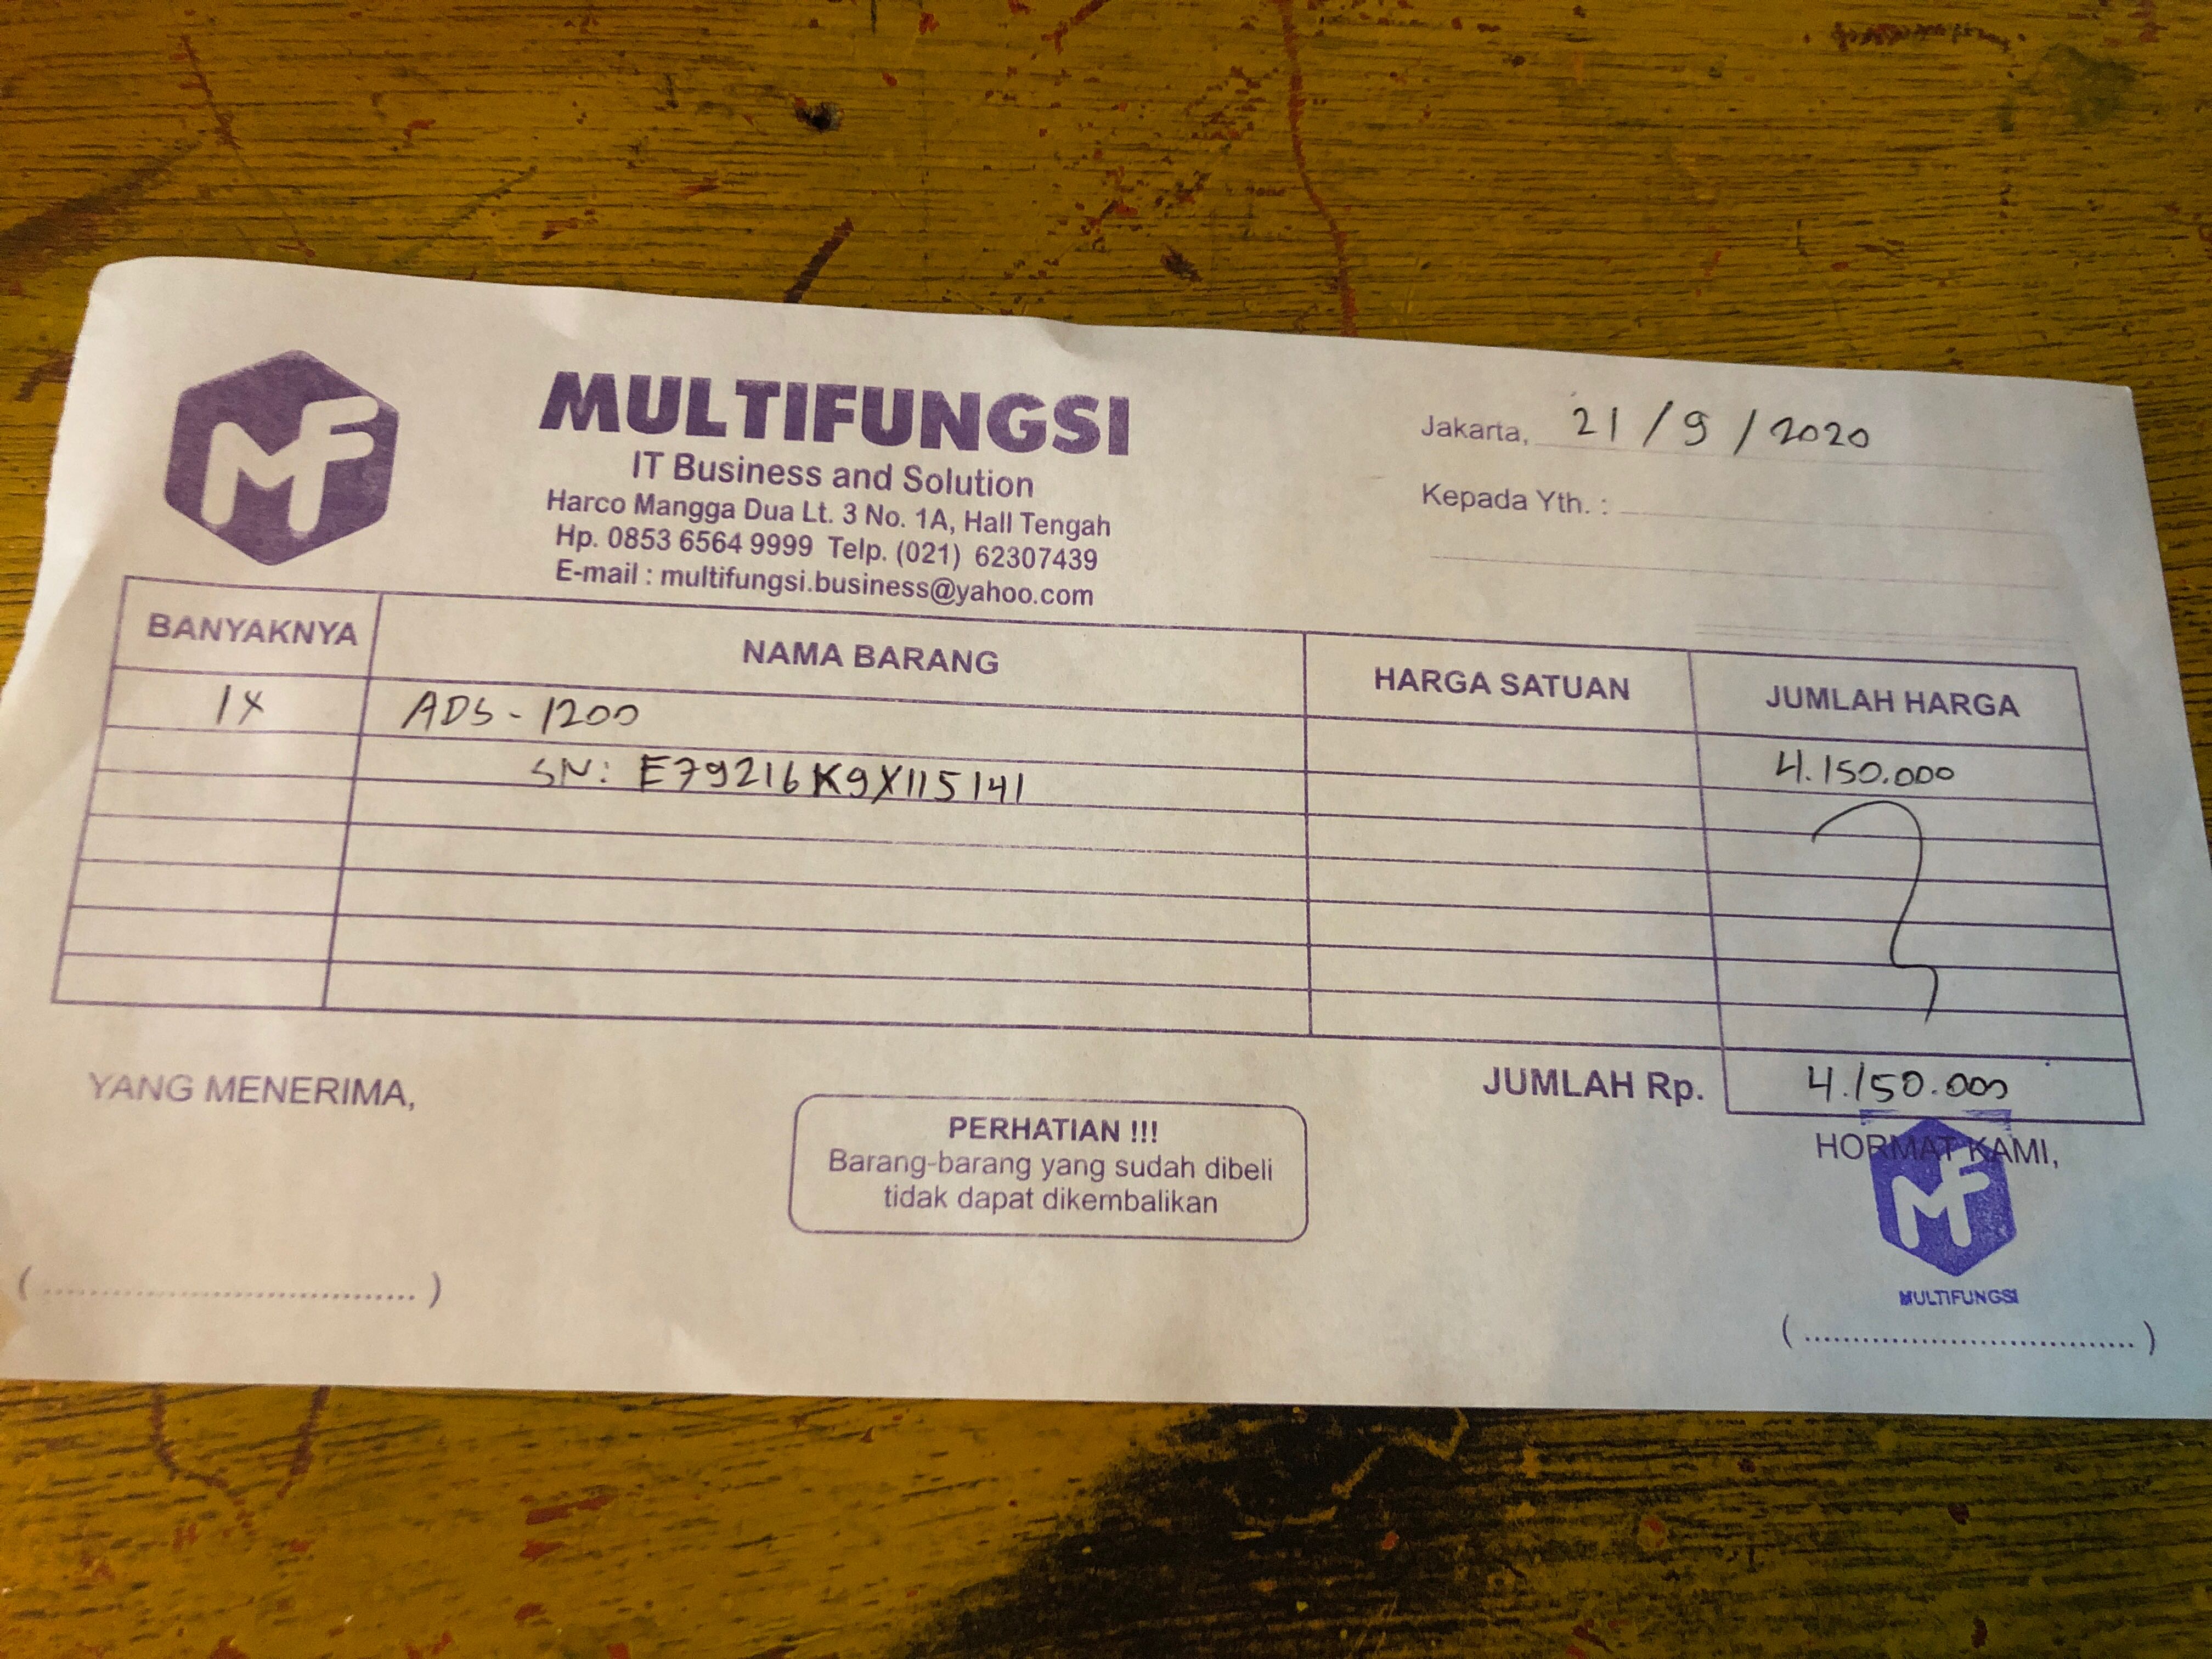 MF
MULTIFUNGSI
IT Business and Solution
Harco Mangga Dua Lt. 3 No. 1A, Hall Tengah
Hp. 0853 6564 9999 Telp. (021) 62307439
E-mail : multifungsi.business@yahoo.com
Jakarta, 21/9/2020
Kepada Yth. :
BANYAKNYA NAMA BARANG HARGA SATUAN JUMLAH HARGA
1X ADS-1200 4.150.000
SN: E79216K9X115141
JUMLAH Rp. 4.150.000
YANG MENERIMA,
PERHATIAN !!!
Barang-barang yang sudah dibeli
tidak dapat dikembalikan
HORMAT KAMI,
MF
MULTIFUNGSI
(................................)
(................................)